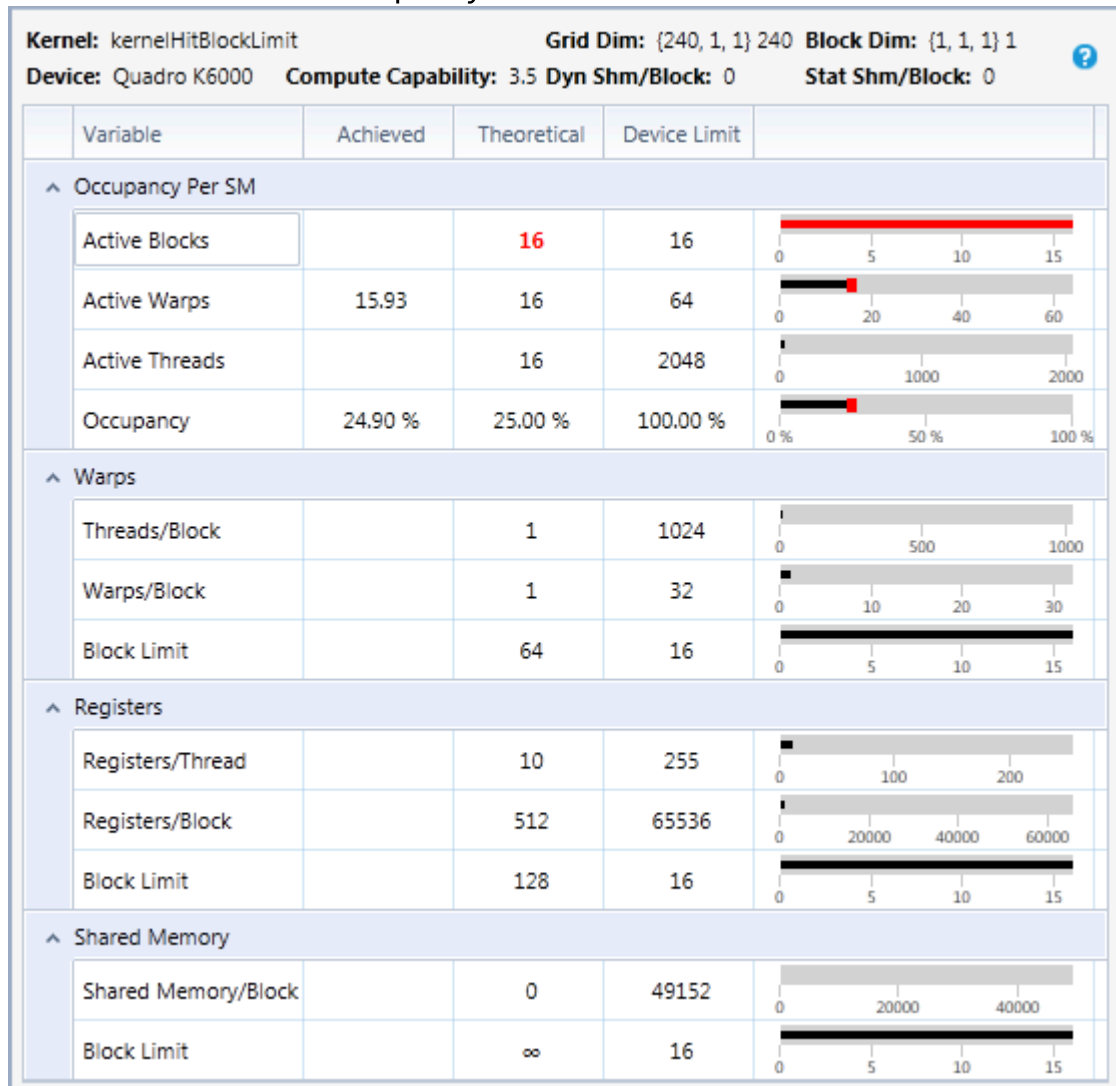 Kernel: kernelHitBlockLimit Grid Dim: {240, 1, 1} 240 Block Dim: {1, 1, 1} 1
Device: Quadro K6000 Compute Capability: 3.5 Dyn Shm/Block: 0 Stat Shm/Block: 0
Variable Achieved Theoretical Device Limit
Occupancy Per SM
Active Blocks 16 16
0 5 10 15
Active Warps 15.93 16 64
0 20 40 60
Active Threads 16 2048
0 1000 2000
Occupancy 24.90 % 25.00 % 100.00 %
0 % 50 % 100 %
Warps
Threads/Block 1 1024
0 500 1000
Warps/Block 1 32
0 10 20 30
Block Limit 64 16
0 5 10 15
Registers
Registers/Thread 10 255
0 100 200
Registers/Block 512 65536
0 20000 40000 60000
Block Limit 128 16
0 5 10 15
Shared Memory
Shared Memory/Block 0 49152
0 20000 40000
Block Limit ∞ 16
0 5 10 15